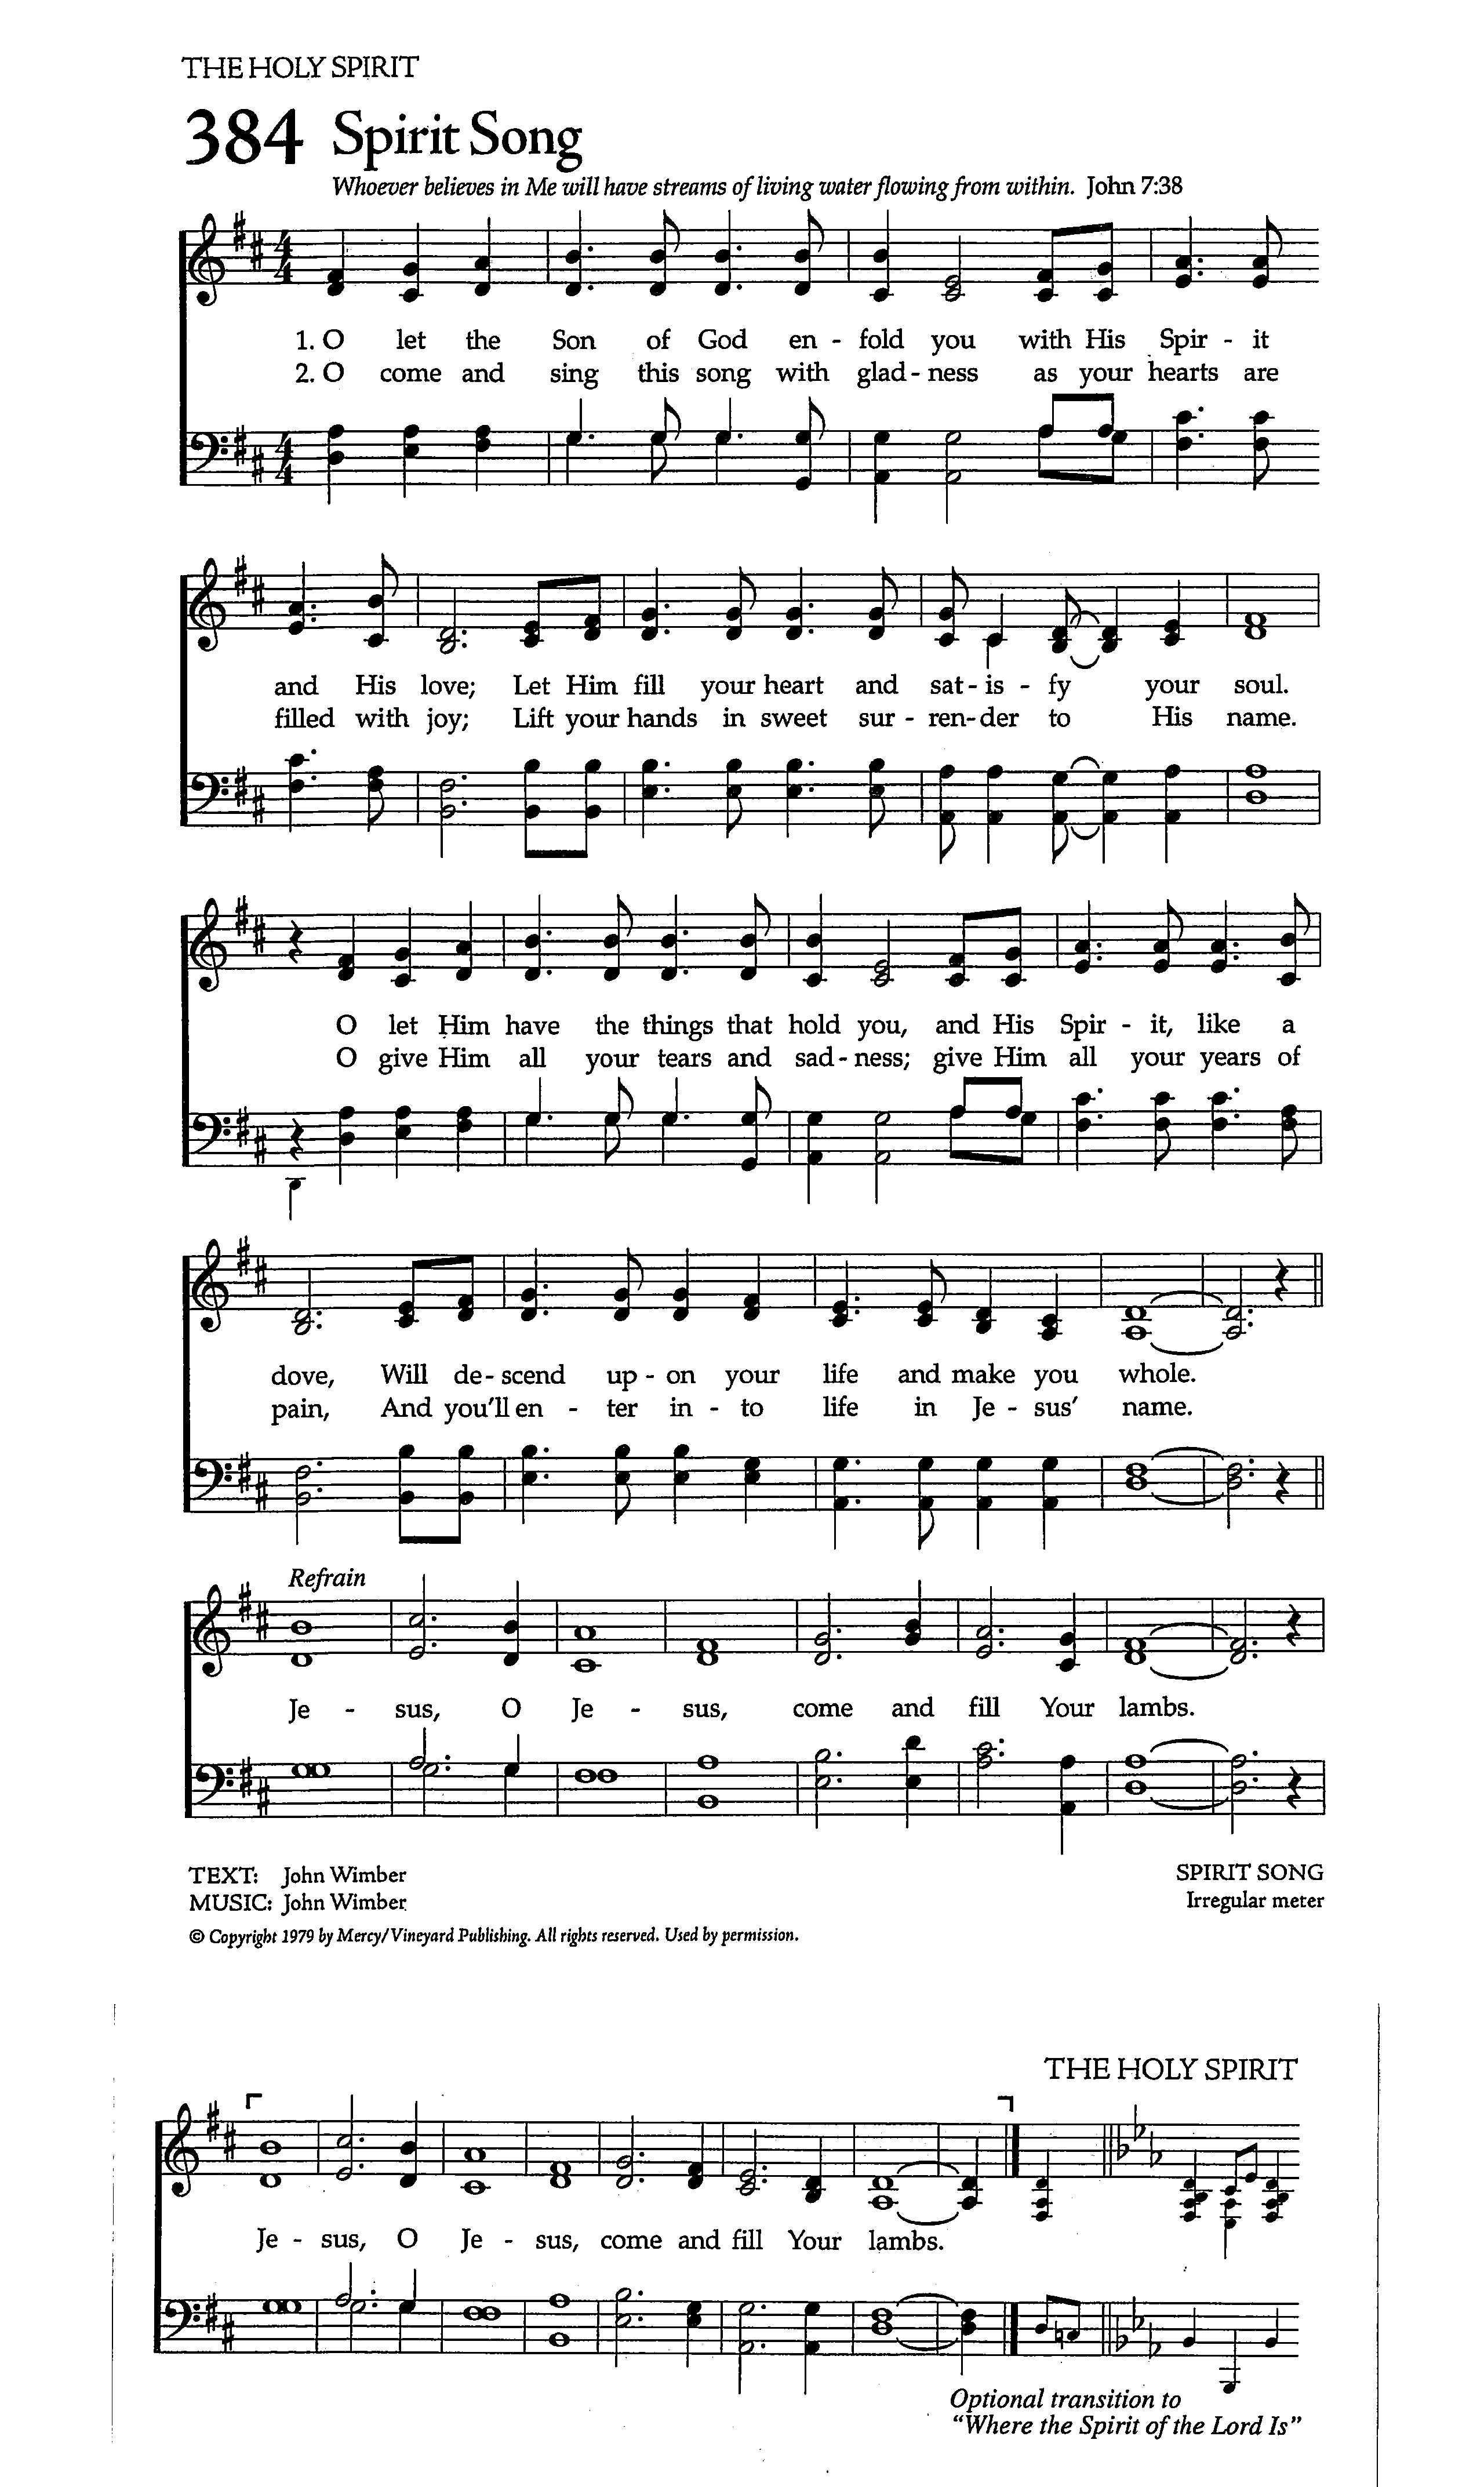 THE HOLY SPIRIT
384 Spirit Song
Whoever believes in Me will have streams of living water flowing from within. John 7:38
1. O let the Son of God en - fold you with His Spir - it
2. O come and sing this song with glad - ness as your hearts are
and His love; Let Him fill your heart and sat - is - fy your soul.
filled with joy; Lift your hands in sweet sur - ren - der to His name.
O let Him have the things that hold you, and His Spir - it, like a
O give Him all your tears and sad - ness; give Him all your years of
dove, Will de - scend up - on your life and make you whole.
pain, And you'll en - ter in - to life in Je - sus' name.
Refrain
Je - sus, O Je - sus, come and fill Your lambs.
TEXT: John Wimber
MUSIC: John Wimber
SPIRIT SONG
Irregular meter
© Copyright 1979 by Mercy/Vineyard Publishing. All rights reserved. Used by permission.
THE HOLY SPIRIT
Je - sus, O Je - sus, come and fill Your lambs.
Optional transition to
"Where the Spirit of the Lord Is"